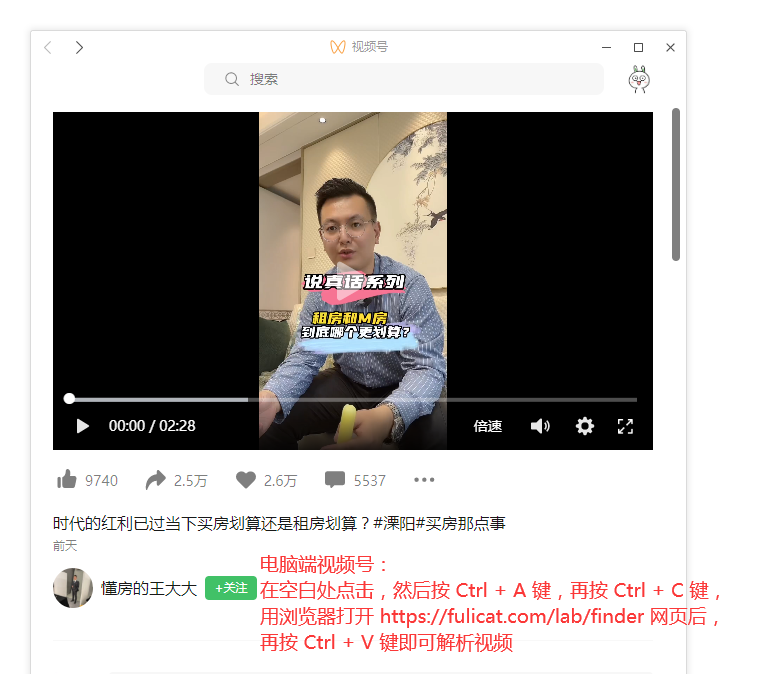 视频号
搜索
说真话系列
租房和M房
到底哪个更划算?
00:00 / 02:28
倍速
9740
2.5万
2.6万
5537
时代的红利已过当下买房划算还是租房划算？#溧阳#买房那点事
前天
懂房的王大大
+关注
电脑端视频号：
在空白处点击，然后按 Ctrl + A 键，再按 Ctrl + C 键，
用浏览器打开 https://fulicat.com/lab/finder 网页后，
再按 Ctrl + V 键即可解析视频